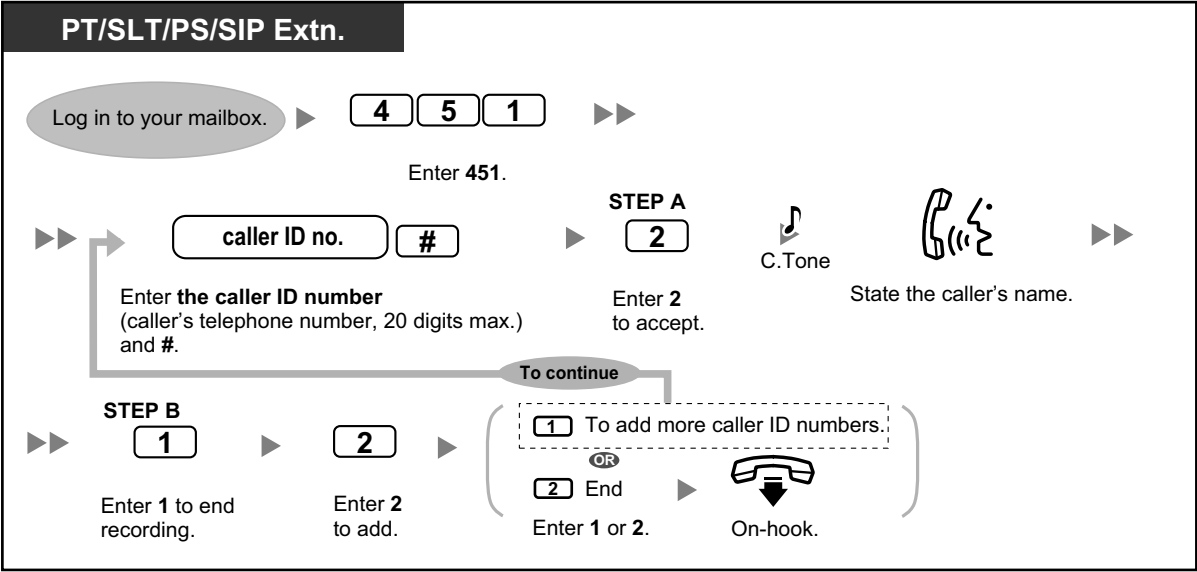 PT/SLT/PS/SIP Extn.
Log in to your mailbox.
4 5 1
Enter 451.
caller ID no. #
Enter the caller ID number
(caller's telephone number, 20 digits max.)
and #.
STEP A
2
Enter 2
to accept.
C.Tone
State the caller's name.
To continue
STEP B
1
Enter 1 to end
recording.
2
Enter 2
to add.
1 To add more caller ID numbers.
OR
2 End
Enter 1 or 2.
On-hook.